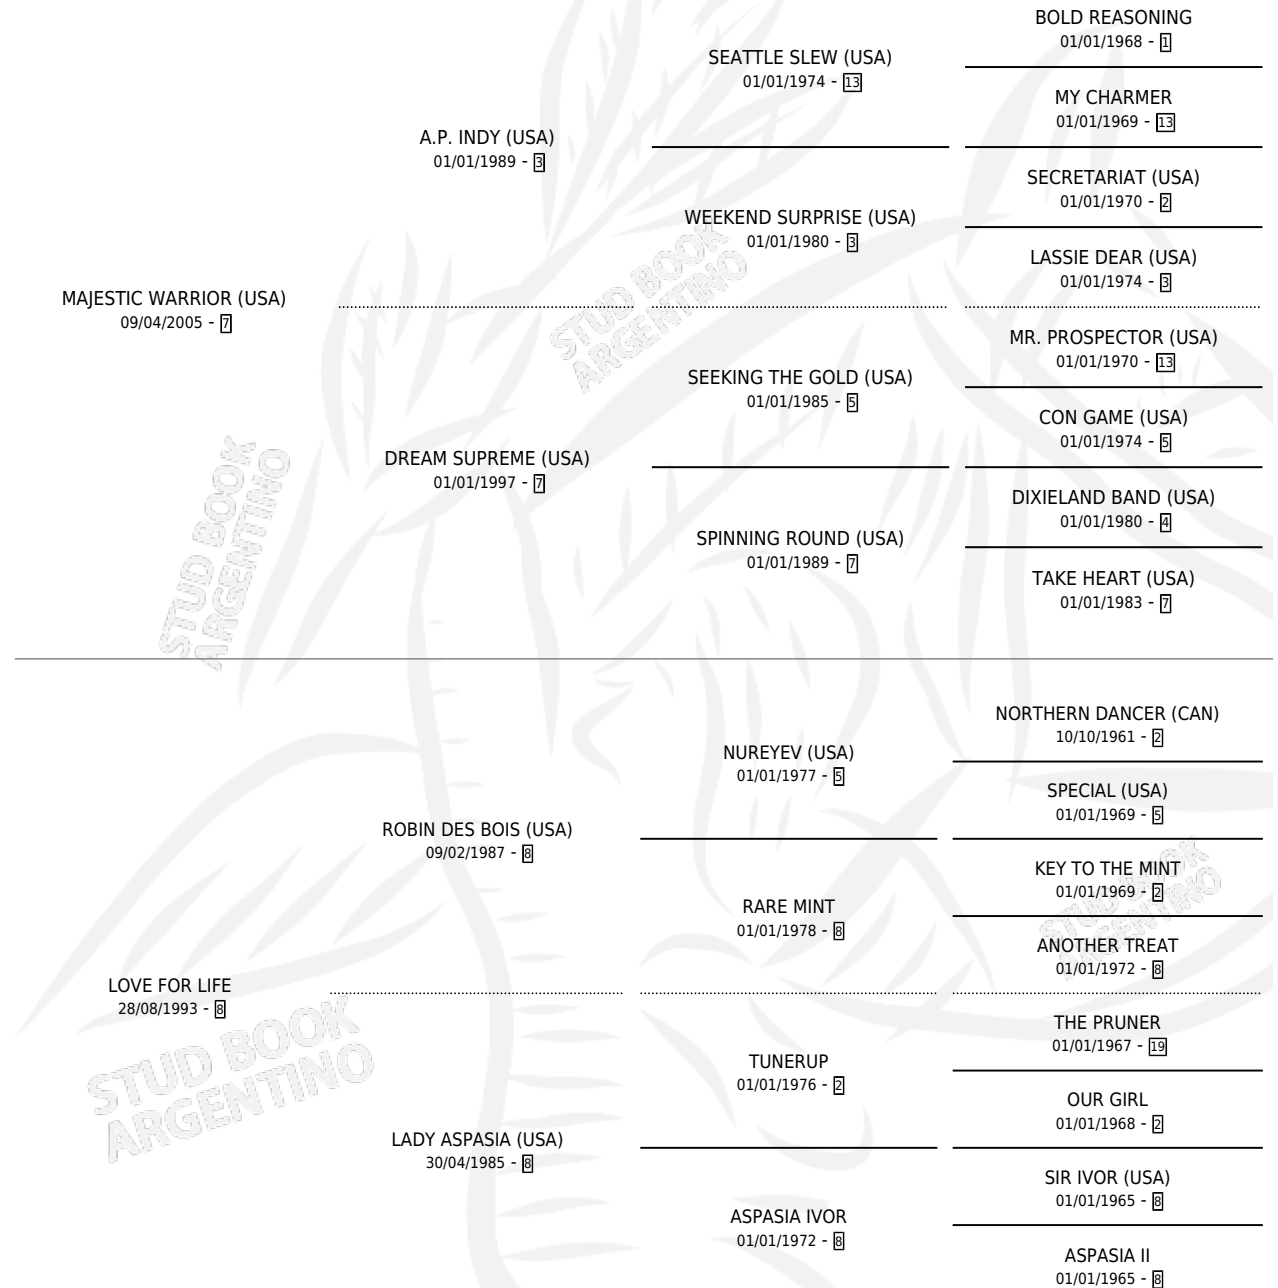 BOLD REASONING
01/01/1968 - 1
SEATTLE SLEW (USA)
01/01/1974 - 13
MY CHARMER
01/01/1969 - 13
A.P. INDY (USA)
01/01/1989 - 3
SECRETARIAT (USA)
01/01/1970 - 2
WEEKEND SURPRISE (USA)
01/01/1980 - 3
LASSIE DEAR (USA)
01/01/1974 - 3
MAJESTIC WARRIOR (USA)
09/04/2005 - 7
MR. PROSPECTOR (USA)
01/01/1970 - 13
SEEKING THE GOLD (USA)
01/01/1985 - 5
CON GAME (USA)
01/01/1974 - 5
DREAM SUPREME (USA)
01/01/1997 - 7
DIXIELAND BAND (USA)
01/01/1980 - 4
SPINNING ROUND (USA)
01/01/1989 - 7
TAKE HEART (USA)
01/01/1983 - 7
STUD BOOK
ARGENTINO
STUD BOOK
ARGENTINO
NORTHERN DANCER (CAN)
10/10/1961 - 2
NUREYEV (USA)
01/01/1977 - 5
SPECIAL (USA)
01/01/1969 - 5
ROBIN DES BOIS (USA)
09/02/1987 - 8
KEY TO THE MINT
01/01/1969 - 2
RARE MINT
01/01/1978 - 8
ANOTHER TREAT
01/01/1972 - 8
LOVE FOR LIFE
28/08/1993 - 8
THE PRUNER
01/01/1967 - 19
TUNERUP
01/01/1976 - 2
OUR GIRL
01/01/1968 - 2
LADY ASPASIA (USA)
30/04/1985 - 8
SIR IVOR (USA)
01/01/1965 - 8
ASPASIA IVOR
01/01/1972 - 8
ASPASIA II
01/01/1965 - 8
STUD BOOK
ARGENTINO
STUD BOOK
ARGENTINO